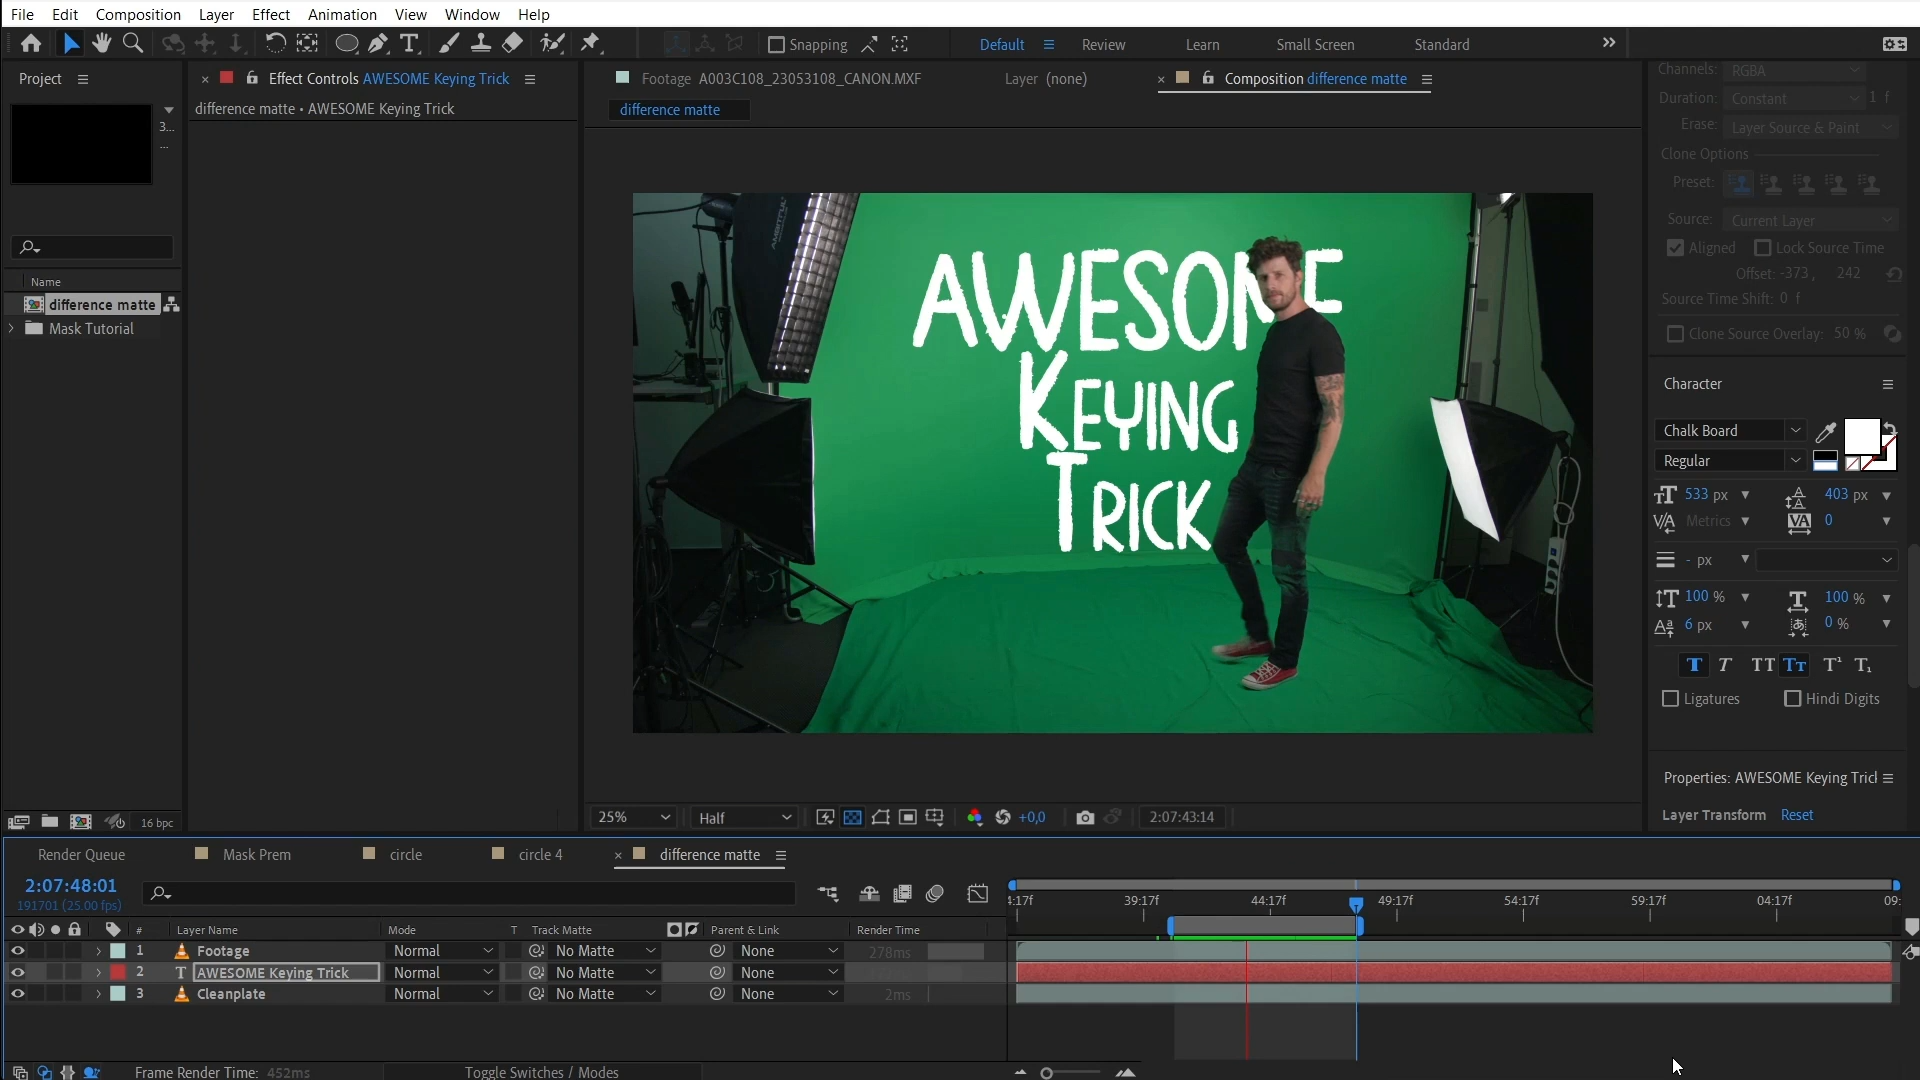 File Edit Composition Layer Effect Animation View Window Help
Snapping Default Review Learn Small Screen Standard
Project
Effect Controls AWESOME Keying Trick
Footage A003C108_23053108_CANON.MXF Layer (none) Composition difference matte
difference matte • AWESOME Keying Trick
difference matte
3...
...
Name
difference matte
Mask Tutorial
AWESOME
KEYING
TRICK
Channels: RGBA
Duration: Constant 1 f
Erase: Layer Source & Paint
Clone Options
Preset:
Source: Current Layer
Aligned Lock Source Time
Offset: -373, 242
Source Time Shift: 0 f
Clone Source Overlay: 50 %
Character
Chalk Board
Regular
533 px 403 px
Metrics 0
- px
100 % 100 %
6 px 0 %
Ligatures Hindi Digits
Properties: AWESOME Keying Tricl
Layer Transform Reset
16 bpc
25% Half +0,0 2:07:43:14
Render Queue Mask Prem circle circle 4 difference matte
2:07:48:01
191701 (25.00 fps)
4:17f 39:17f 44:17f 49:17f 54:17f 59:17f 04:17f 09:
# Layer Name Mode T Track Matte Parent & Link Render Time
1 Footage Normal No Matte None 278ms
2 AWESOME Keying Trick Normal No Matte None
3 Cleanplate Normal No Matte None 2ms
Frame Render Time: 452ms Toggle Switches / Modes